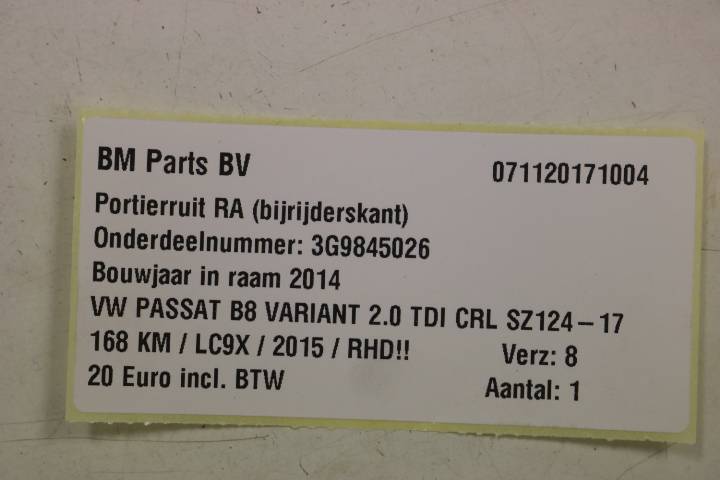 BM Parts BV 071120171004
Portierruit RA (bijrijderskant)
Onderdeelnummer: 3G9845026
Bouwjaar in raam 2014
VW PASSAT B8 VARIANT 2.0 TDI CRL SZ124-17
168 KM / LC9X / 2015 / RHD!! Verz: 8
20 Euro incl. BTW Aantal: 1